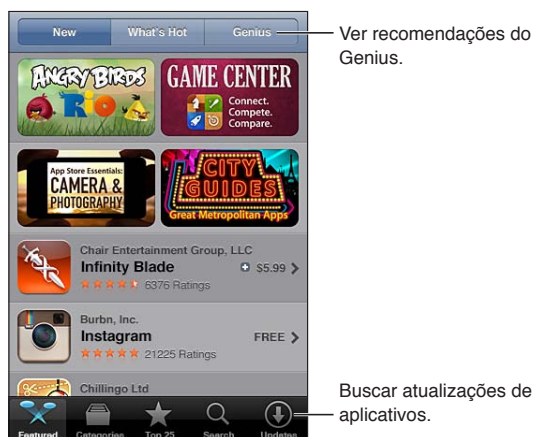 New What's Hot Genius
Ver recomendações do
Genius.
ANGRY BIRDS
RIO
GAME CENTER
Connect.
Compete.
Compare.
App Store Essentials:
CAMERA &
PHOTOGRAPHY
CITY
GUIDES
Great Metropolitan Apps
Chair Entertainment Group, LLC
Infinity Blade $5.99
6376 Ratings
Burbn, Inc.
Instagram FREE
21225 Ratings
Chillingo Ltd
Buscar atualizações de
aplicativos.
Featured Categories Top 25 Search Updates